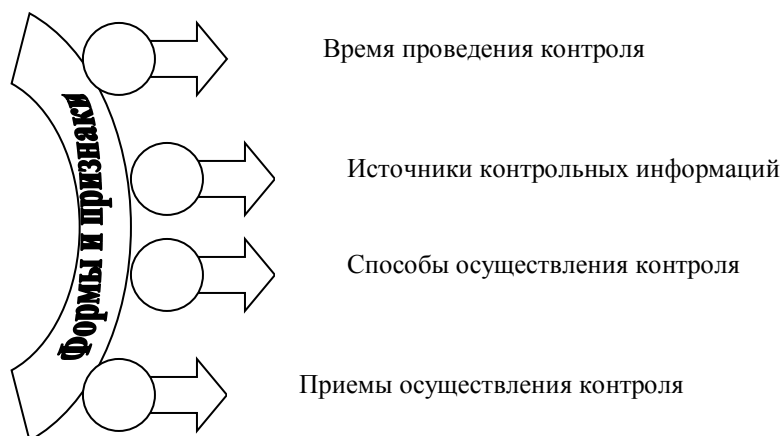 Формы и признаки
Время проведения контроля
Источники контрольных информаций
Способы осуществления контроля
Приемы осуществления контроля